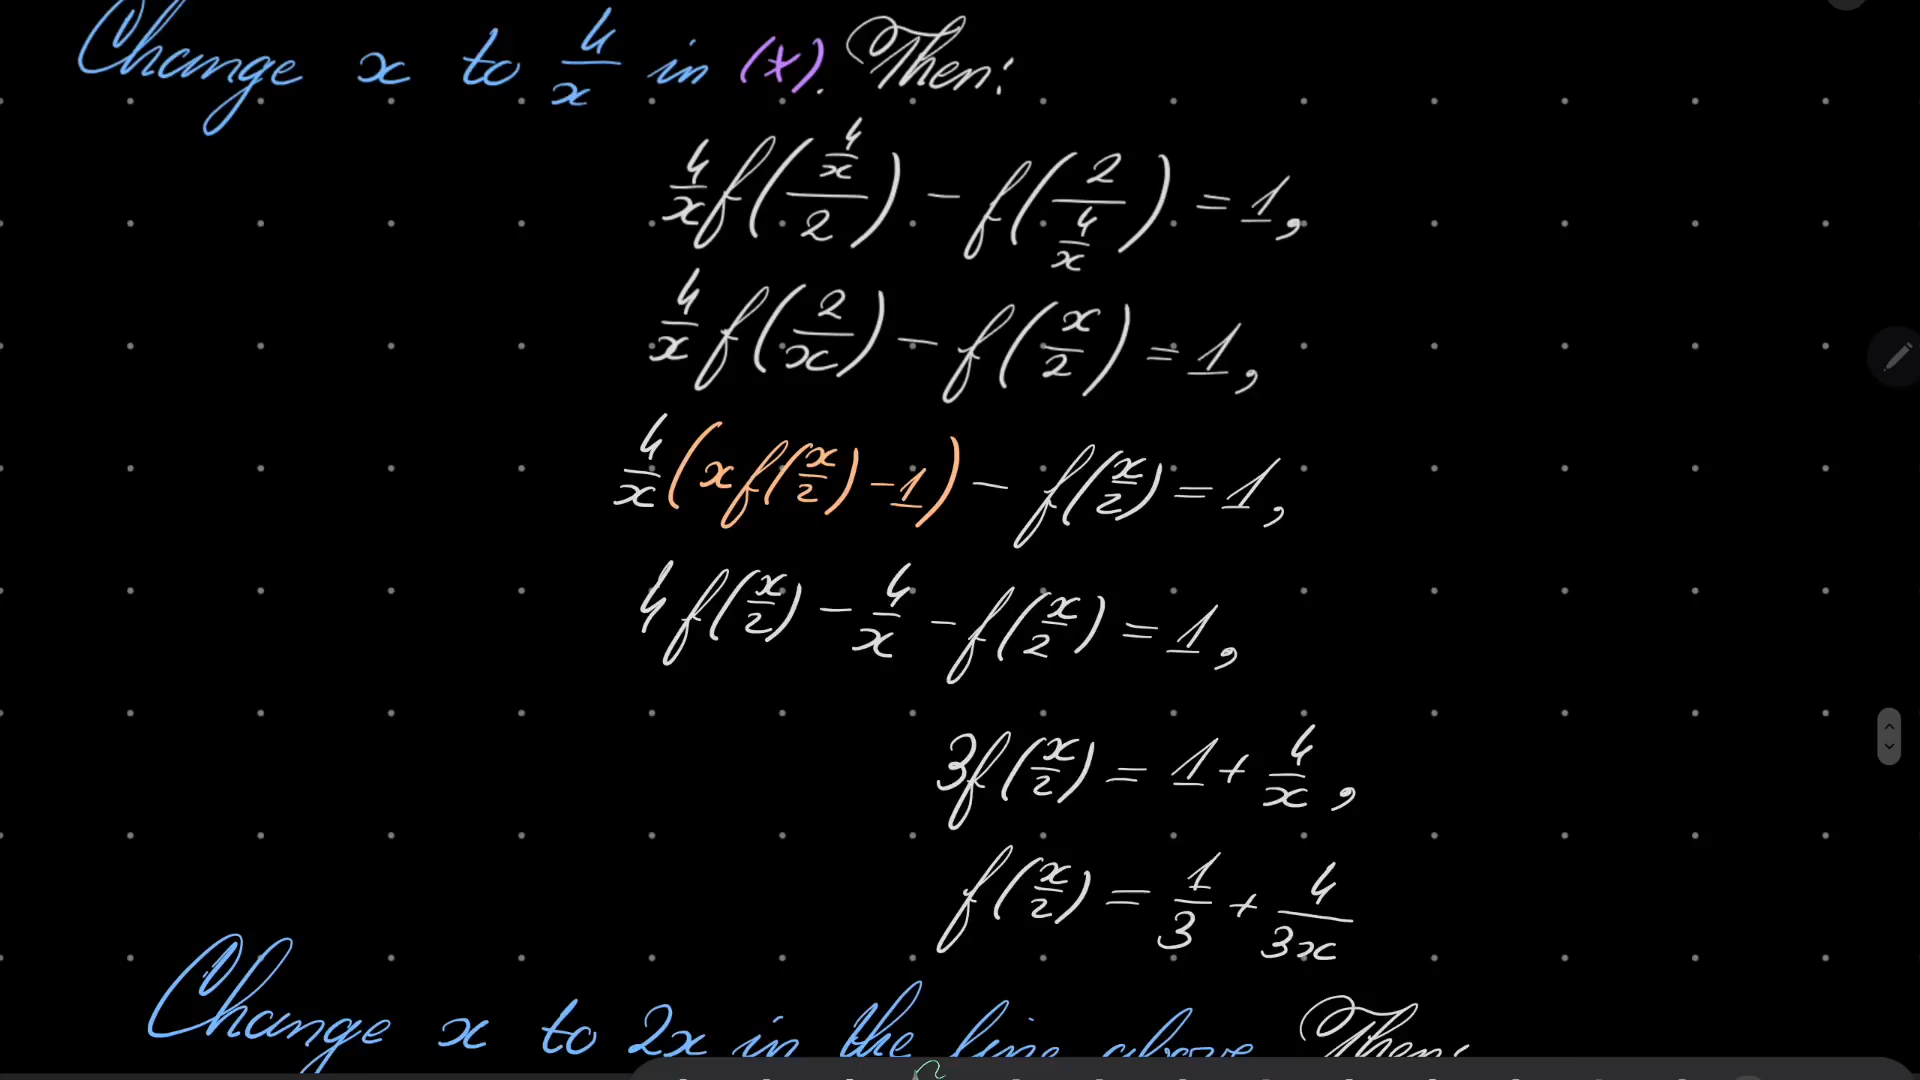 Change x to 4/x in (*). Then:
4/x f((4/x)/2) - f(2/(4/x)) = 1,
4/x f(2/x) - f(x/2) = 1,
4/x (x f(x/2) - 1) - f(x/2) = 1,
4f(x/2) - 4/x - f(x/2) = 1,
3f(x/2) = 1 + 4/x,
f(x/2) = 1/3 + 4/(3x)
Change x to 2x in the line above. Then: